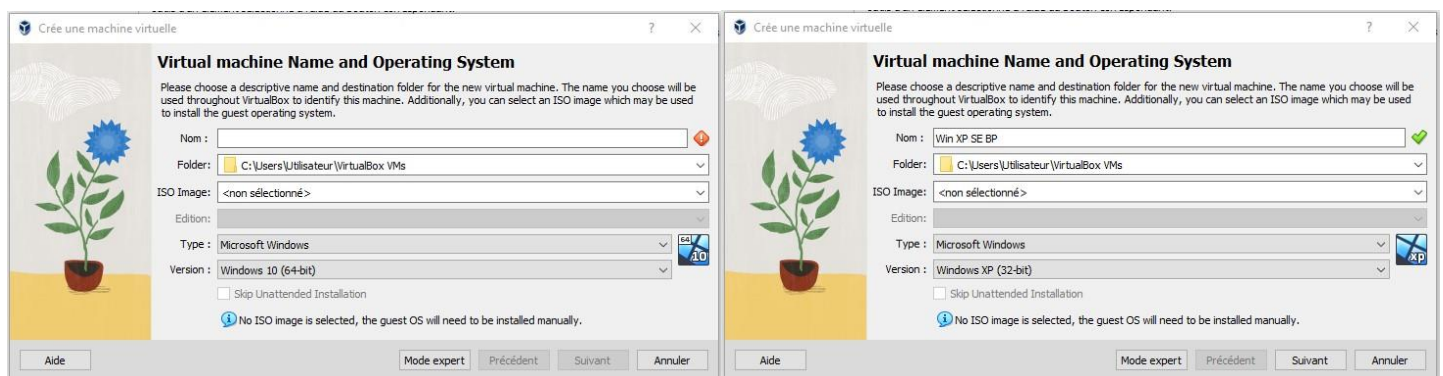 Crée une machine virtuelle
Virtual machine Name and Operating System
Please choose a descriptive name and destination folder for the new virtual machine. The name you choose will be
used throughout VirtualBox to identify this machine. Additionally, you can select an ISO image which may be used
to install the guest operating system.
Nom :
Folder: C:\Users\Utilisateur\VirtualBox VMs
ISO Image: <non sélectionné>
Edition:
Type : Microsoft Windows
64
10
Version : Windows 10 (64-bit)
Skip Unattended Installation
No ISO image is selected, the guest OS will need to be installed manually.
Aide Mode expert Précédent Suivant Annuler
Crée une machine virtuelle
Virtual machine Name and Operating System
Please choose a descriptive name and destination folder for the new virtual machine. The name you choose will be
used throughout VirtualBox to identify this machine. Additionally, you can select an ISO image which may be used
to install the guest operating system.
Nom : Win XP SE BP
Folder: C:\Users\Utilisateur\VirtualBox VMs
ISO Image: <non sélectionné>
Edition:
Type : Microsoft Windows
xp
Version : Windows XP (32-bit)
Skip Unattended Installation
No ISO image is selected, the guest OS will need to be installed manually.
Aide Mode expert Précédent Suivant Annuler